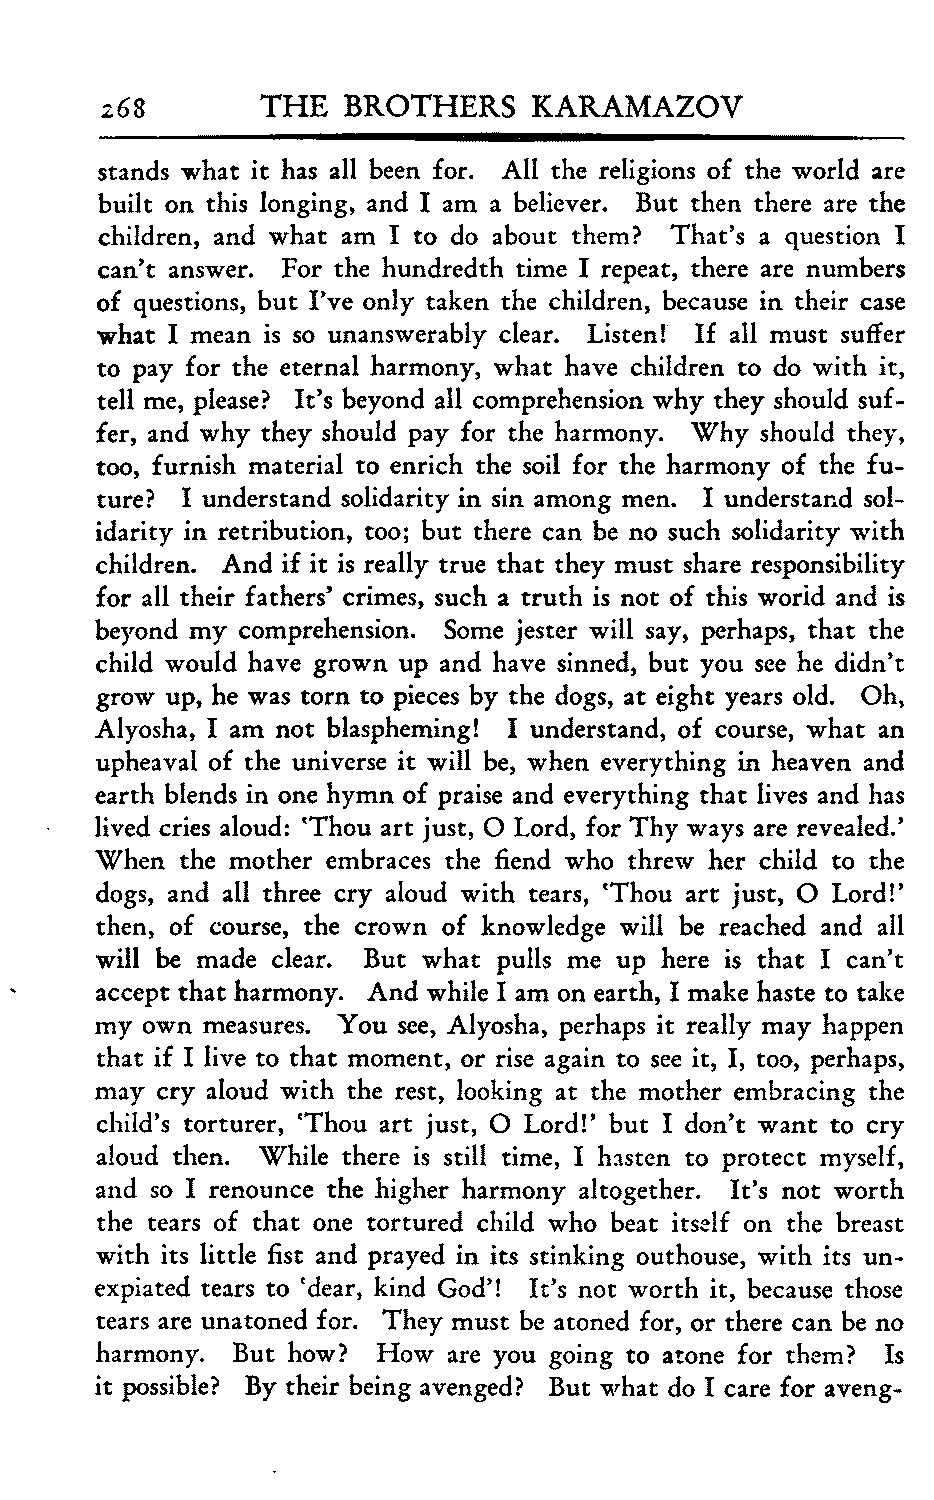 268 THE BROTHERS KARAMAZOV
stands what it has all been for. All the religions of the world are
built on this longing, and I am a believer. But then there are the
children, and what am I to do about them? That's a question I
can't answer. For the hundredth time I repeat, there are numbers
of questions, but I've only taken the children, because in their case
what I mean is so unanswerably clear. Listen! If all must suffer
to pay for the eternal harmony, what have children to do with it,
tell me, please? It's beyond all comprehension why they should suf-
fer, and why they should pay for the harmony. Why should they,
too, furnish material to enrich the soil for the harmony of the fu-
ture? I understand solidarity in sin among men. I understand sol-
idarity in retribution, too; but there can be no such solidarity with
children. And if it is really true that they must share responsibility
for all their fathers' crimes, such a truth is not of this world and is
beyond my comprehension. Some jester will say, perhaps, that the
child would have grown up and have sinned, but you see he didn't
grow up, he was torn to pieces by the dogs, at eight years old. Oh,
Alyosha, I am not blaspheming! I understand, of course, what an
upheaval of the universe it will be, when everything in heaven and
earth blends in one hymn of praise and everything that lives and has
lived cries aloud: 'Thou art just, O Lord, for Thy ways are revealed.'
When the mother embraces the fiend who threw her child to the
dogs, and all three cry aloud with tears, 'Thou art just, O Lord!'
then, of course, the crown of knowledge will be reached and all
will be made clear. But what pulls me up here is that I can't
accept that harmony. And while I am on earth, I make haste to take
my own measures. You see, Alyosha, perhaps it really may happen
that if I live to that moment, or rise again to see it, I, too, perhaps,
may cry aloud with the rest, looking at the mother embracing the
child's torturer, 'Thou art just, O Lord!' but I don't want to cry
aloud then. While there is still time, I hasten to protect myself,
and so I renounce the higher harmony altogether. It's not worth
the tears of that one tortured child who beat itself on the breast
with its little fist and prayed in its stinking outhouse, with its un-
expiated tears to 'dear, kind God'! It's not worth it, because those
tears are unatoned for. They must be atoned for, or there can be no
harmony. But how? How are you going to atone for them? Is
it possible? By their being avenged? But what do I care for aveng-